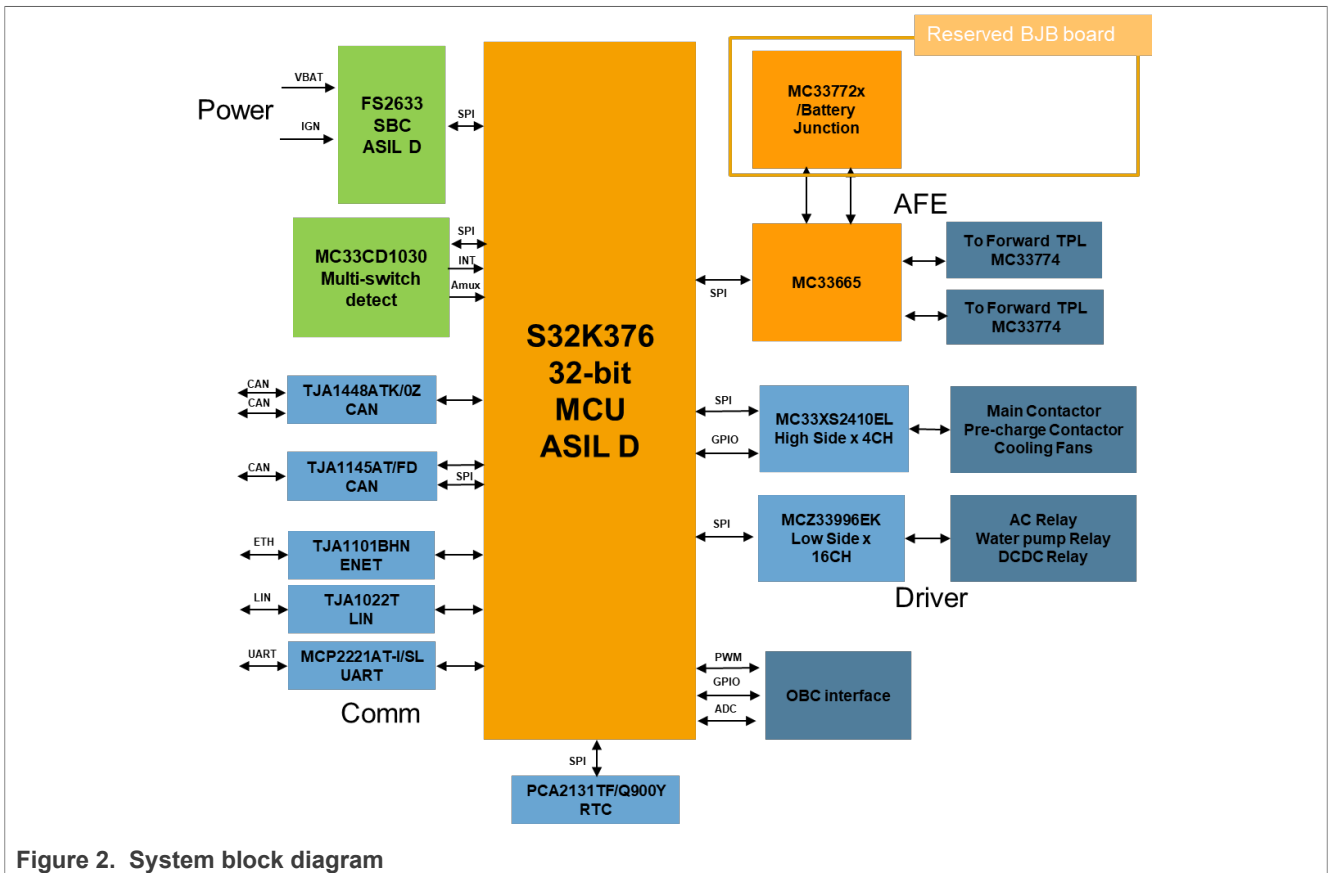 Reserved BJB board
Power
VBAT
IGN
FS2633
SBC
ASIL D
SPI
MC33CD1030
Multi-switch
detect
SPI
INT
Amux
CAN
CAN
TJA1448ATK/0Z
CAN
CAN
TJA1145AT/FD
CAN
SPI
ETH
TJA1101BHN
ENET
LIN
TJA1022T
LIN
UART
MCP2221AT-I/SL
UART
Comm
S32K376
32-bit
MCU
ASIL D
SPI
PCA2131TF/Q900Y
RTC
MC33772x
/Battery
Junction
AFE
SPI
MC33665
To Forward TPL
MC33774
To Forward TPL
MC33774
SPI
GPIO
MC33XS2410EL
High Side x 4CH
Main Contactor
Pre-charge Contactor
Cooling Fans
SPI
MCZ33996EK
Low Side x
16CH
AC Relay
Water pump Relay
DCDC Relay
Driver
PWM
GPIO
ADC
OBC interface
Figure 2. System block diagram